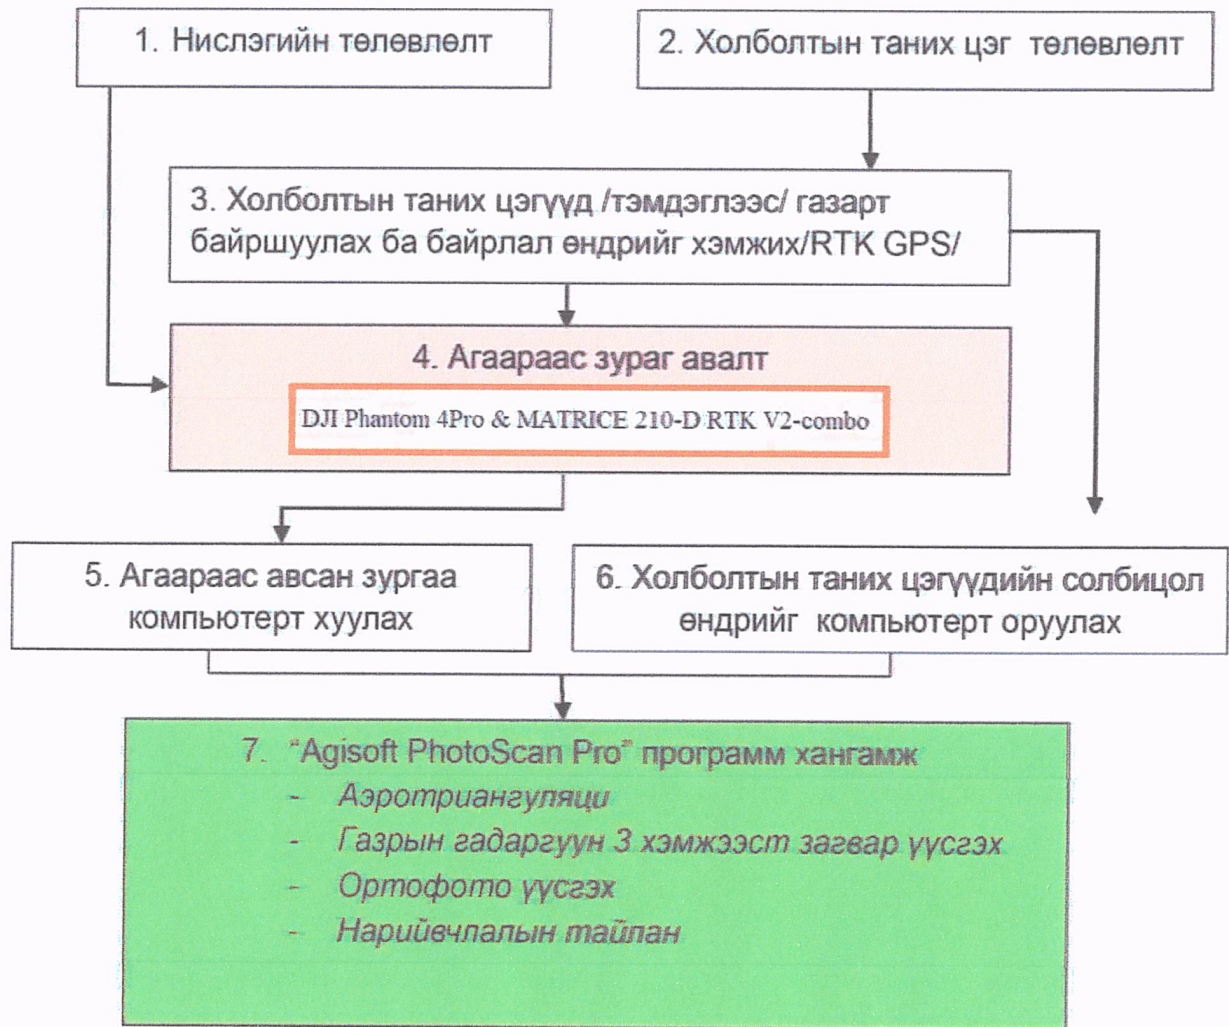 1. Нислэгийн төлөвлөлт
2. Холболтын таних цэг төлөвлөлт
3. Холболтын таних цэгүүд /тэмдэглээс/ газарт
байршуулах ба байрлал өндрийг хэмжих/RTK GPS/
4. Агаараас зураг авалт
DJI Phantom 4Pro & MATRICE 210-D RTK V2-combo
5. Агаараас авсан зургаа
компьютерт хуулах
6. Холболтын таних цэгүүдийн солбицол
өндрийг компьютерт оруулах
7. "Agisoft PhotoScan Pro" программ хангамж
- Аэротриангуляци
- Газрын гадаргуун 3 хэмжээст загвар үүсгэх
- Ортофото үүсгэх
- Нарийвчлалын тайлан